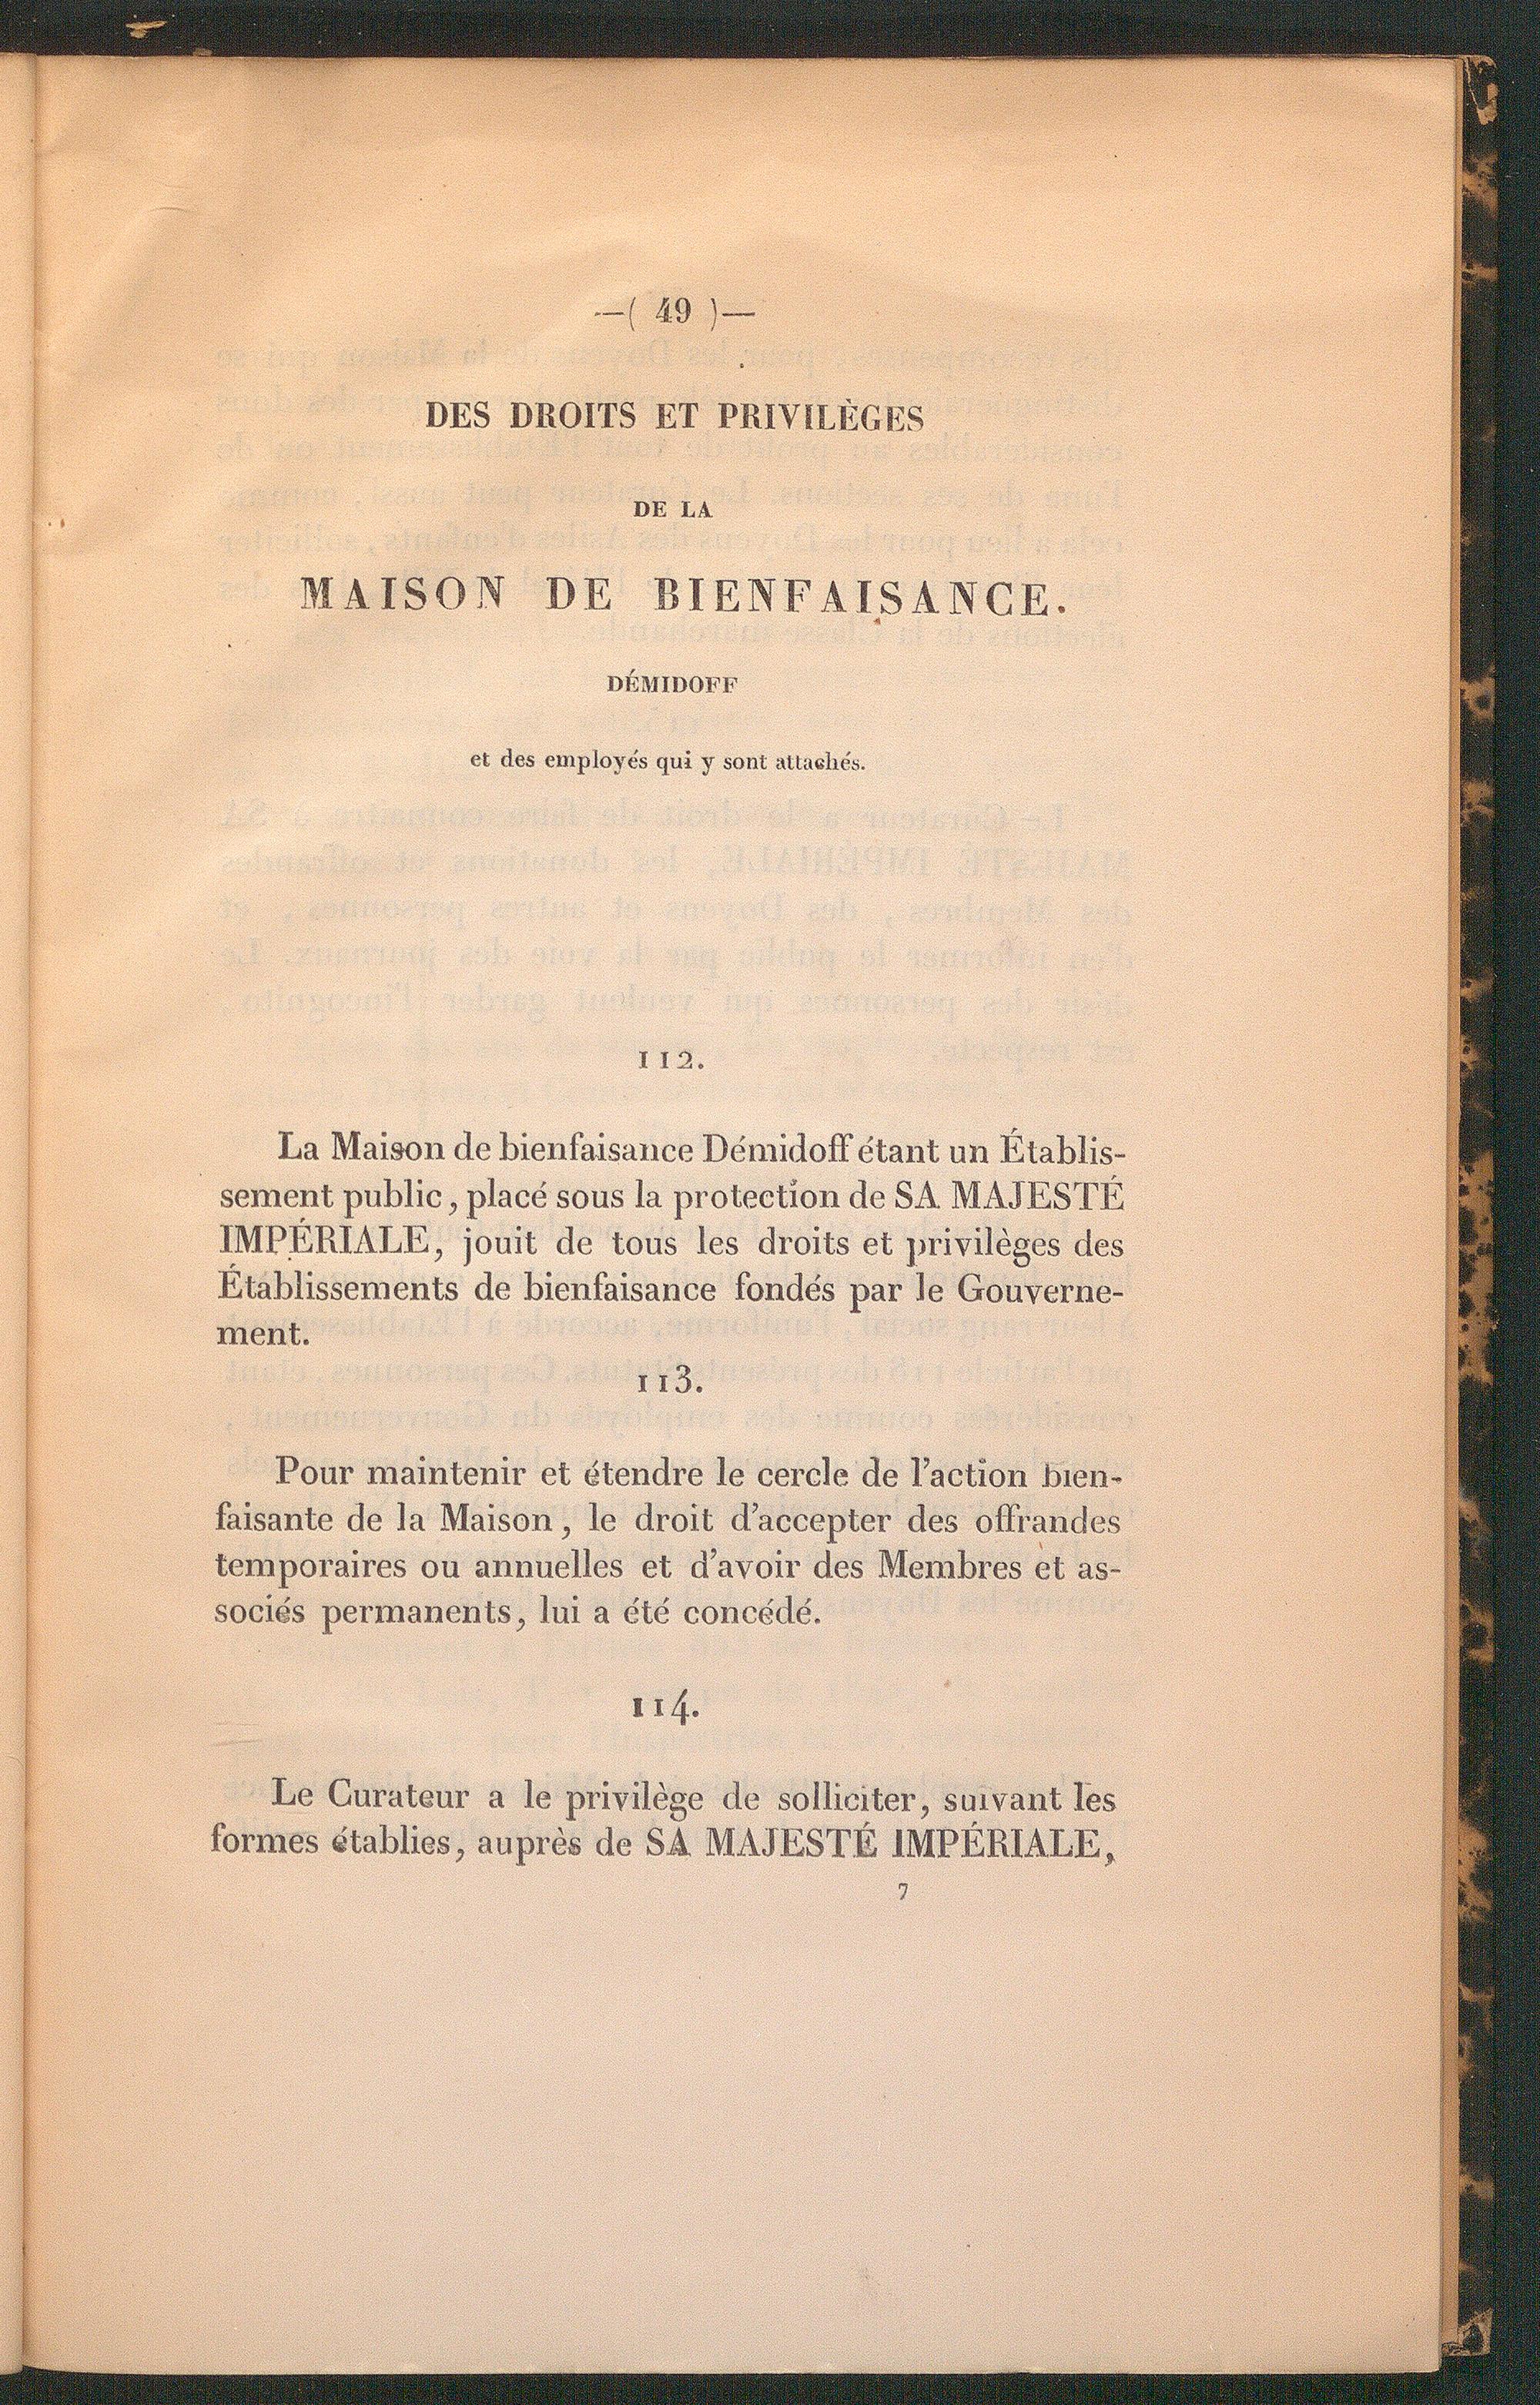 —( 49 )—
DES DROITS ET PRIVILÈGES
DE LA
MAISON DE BIENFAISANCE.
DÉMIDOFF
et des employés qui y sont attachés.
112.
La Maison de bienfaisance Démidoff étant un Établis-
sement public, placé sous la protection de SA MAJESTÉ
IMPÉRIALE, jouit de tous les droits et privilèges des
Établissements de bienfaisance fondés par le Gouverne-
ment.
113.
Pour maintenir et étendre le cercle de l'action bien-
faisante de la Maison, le droit d'accepter des offrandes
temporaires ou annuelles et d'avoir des Membres et as-
sociés permanents, lui a été concédé.
114.
Le Curateur a le privilège de solliciter, suivant les
formes établies, auprès de SA MAJESTÉ IMPÉRIALE,
7